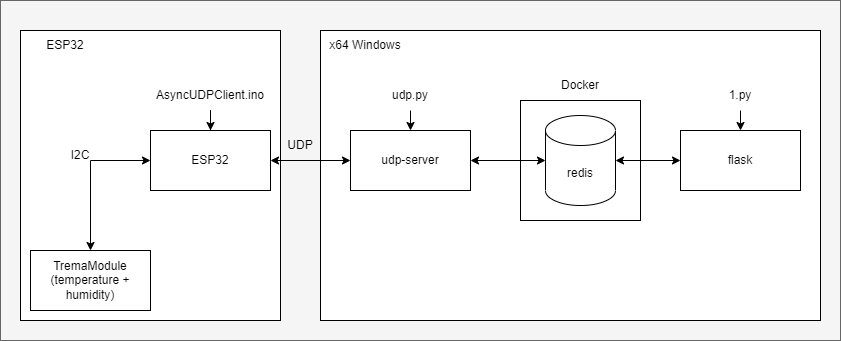 ESP32
x64 Windows
AsyncUDPClient.ino
udp.py
Docker
1.py
I2C
ESP32
UDP
udp-server
redis
flask
TremaModule
(temperature +
humidity)